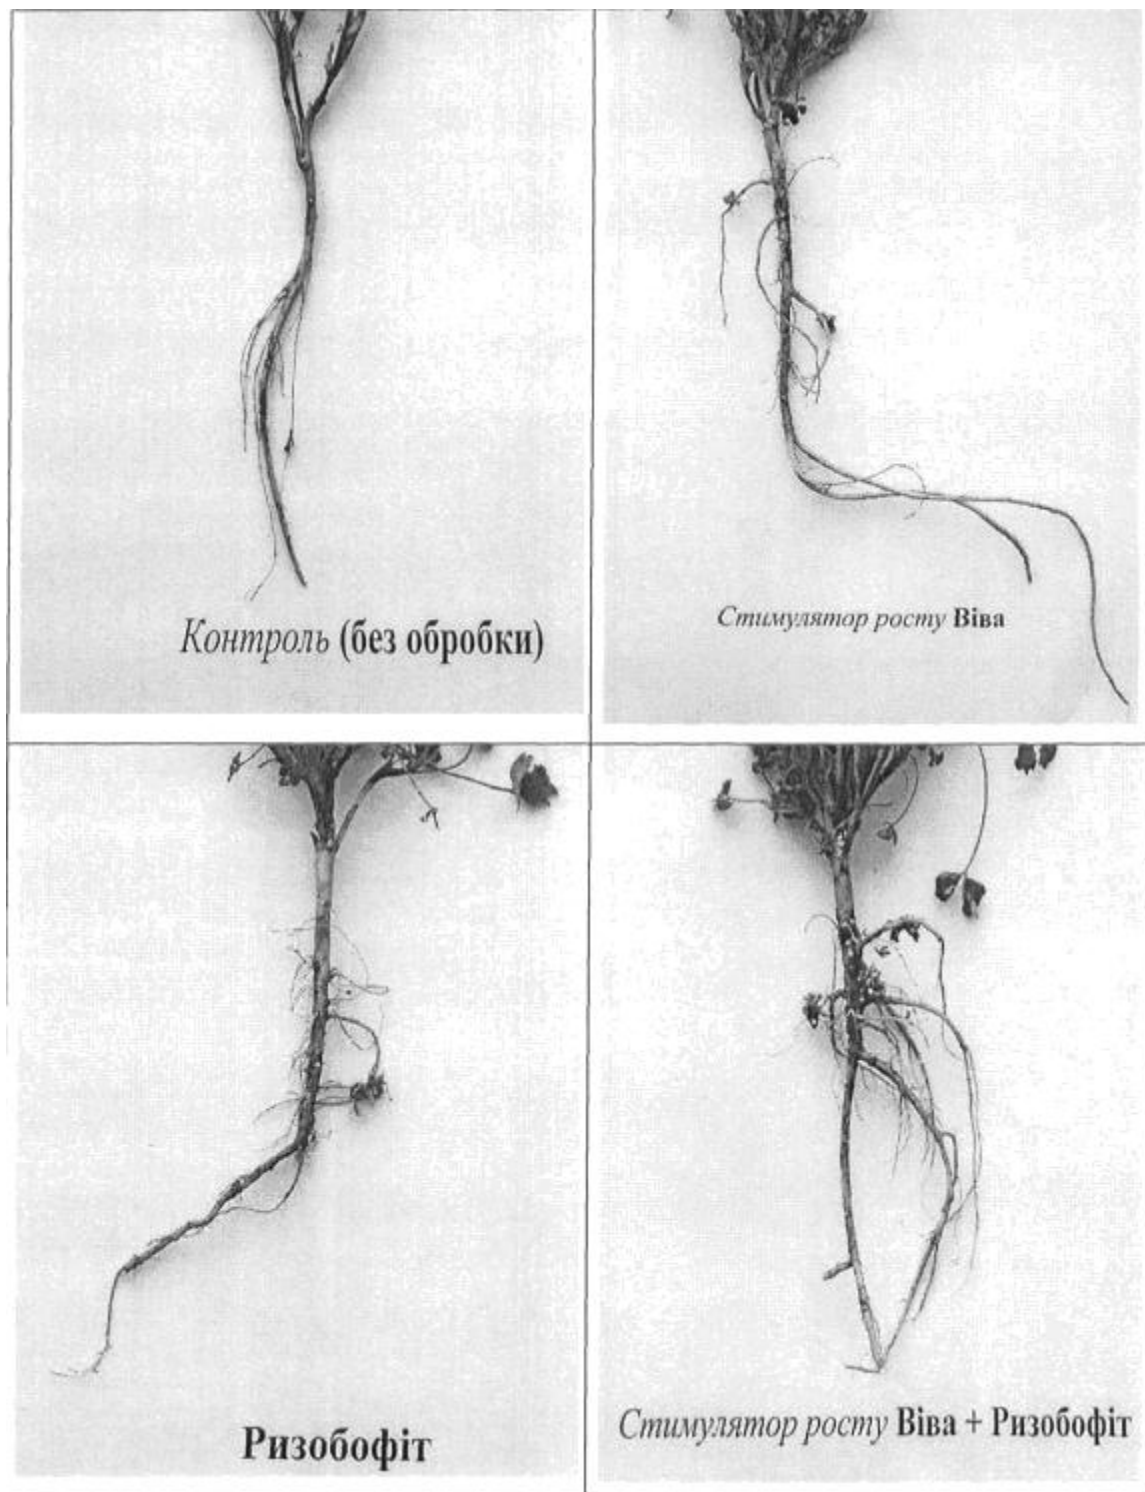 Контроль (без обробки)
Стимулятор росту Віва
Ризобофіт
Стимулятор росту Віва + Ризобофіт